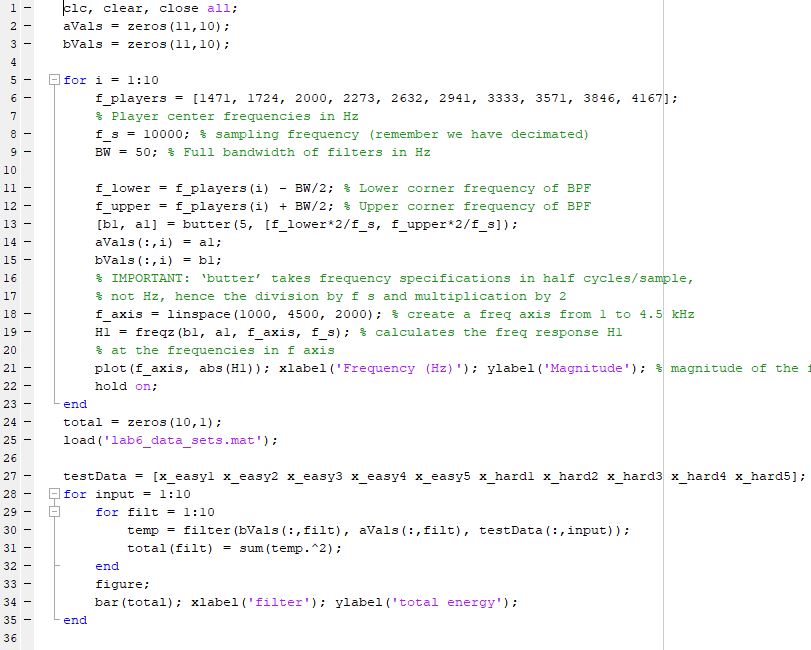 1 - clc, clear, close all;
2 - aVals = zeros(11,10);
3 - bVals = zeros(11,10);
4
5 - for i = 1:10
6 - f_players = [1471, 1724, 2000, 2273, 2632, 2941, 3333, 3571, 3846, 4167];
7 % Player center frequencies in Hz
8 - f_s = 10000; % sampling frequency (remember we have decimated)
9 - BW = 50; % Full bandwidth of filters in Hz
10
11 - f_lower = f_players(i) - BW/2; % Lower corner frequency of BPF
12 - f_upper = f_players(i) + BW/2; % Upper corner frequency of BPF
13 - [b1, a1] = butter(5, [f_lower*2/f_s, f_upper*2/f_s]);
14 - aVals(:,i) = a1;
15 - bVals(:,i) = b1;
16 % IMPORTANT: ‘butter’ takes frequency specifications in half cycles/sample,
17 % not Hz, hence the division by f s and multiplication by 2
18 - f_axis = linspace(1000, 4500, 2000); % create a freq axis from 1 to 4.5 kHz
19 - H1 = freqz(b1, a1, f_axis, f_s); % calculates the freq response H1
20 % at the frequencies in f axis
21 - plot(f_axis, abs(H1)); xlabel('Frequency (Hz)'); ylabel('Magnitude'); % magnitude of the
22 - hold on;
23 - end
24 - total = zeros(10,1);
25 - load('lab6_data_sets.mat');
26
27 - testData = [x_easy1 x_easy2 x_easy3 x_easy4 x_easy5 x_hard1 x_hard2 x_hard3 x_hard4 x_hard5];
28 - for input = 1:10
29 - for filt = 1:10
30 - temp = filter(bVals(:,filt), aVals(:,filt), testData(:,input));
31 - total(filt) = sum(temp.^2);
32 - end
33 - figure;
34 - bar(total); xlabel('filter'); ylabel('total energy');
35 - end
36